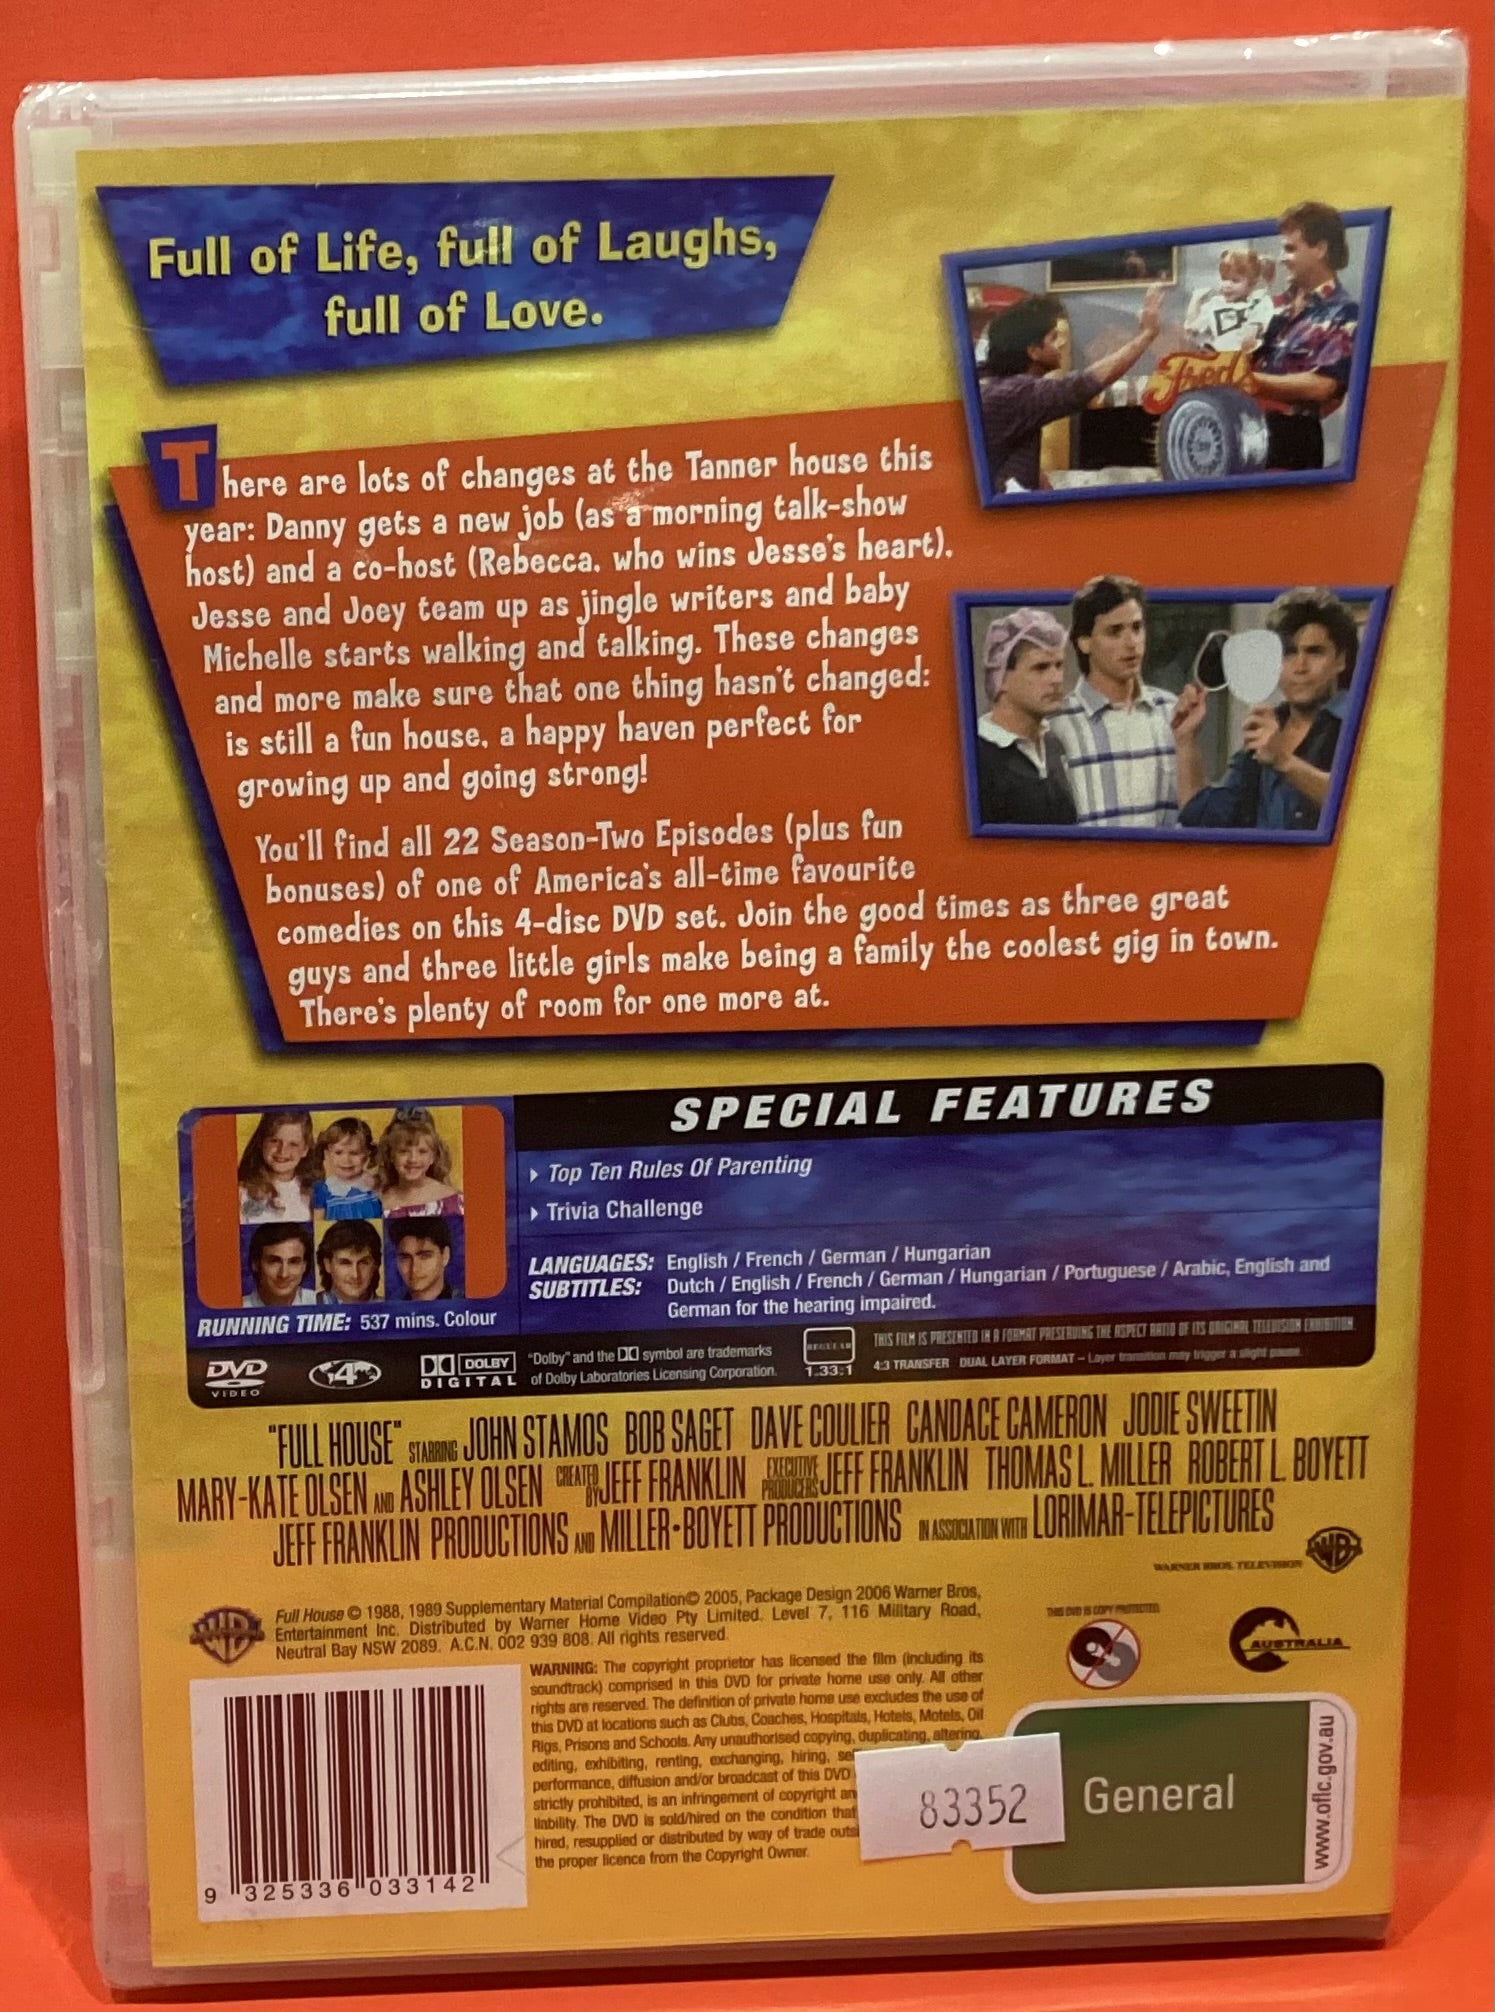 Full of Life, full of Laughs,
full of Love.
Fred's
There are lots of changes at the Tanner house this
year: Danny gets a new job (as a morning talk-show
host) and a co-host (Rebecca, who wins Jesse's heart).
Jesse and Joey team up as jingle writers and baby
Michelle starts walking and talking. These changes
and more make sure that one thing hasn't changed:
is still a fun house, a happy haven perfect for
growing up and going strong!
You'll find all 22 Season-Two Episodes (plus fun
bonuses) of one of America's all-time favourite
comedies on this 4-disc DVD set. Join the good times as three great
guys and three little girls make being a family the coolest gig in town.
There's plenty of room for one more at.
SPECIAL FEATURES
Top Ten Rules Of Parenting
Trivia Challenge
LANGUAGES: English / French / German / Hungarian
SUBTITLES: Dutch / English / French / German / Hungarian / Portuguese / Arabic, English and
German for the hearing impaired.
RUNNING TIME: 537 mins. Colour
DVD
VIDEO
4
DOLBY
DIGITAL
"Dolby" and the symbol are trademarks
of Dolby Laboratories Licensing Corporation.
REGULAR
1.33:1
THIS FILM IS PRESENTED IN A FORMAT PRESERVING THE ASPECT RATIO OF ITS ORIGINAL TELEVISION EXHIBITION.
4:3 TRANSFER DUAL LAYER FORMAT – Layer transition may trigger a slight pause.
"FULL HOUSE" STARRING JOHN STAMOS BOB SAGET DAVE COULIER CANDACE CAMERON JODIE SWEETIN
MARY-KATE OLSEN AND ASHLEY OLSEN CREATED BY JEFF FRANKLIN EXECUTIVE PRODUCERS JEFF FRANKLIN THOMAS L. MILLER ROBERT L. BOYETT
JEFF FRANKLIN PRODUCTIONS AND MILLER•BOYETT PRODUCTIONS IN ASSOCIATION WITH LORIMAR-TELEPICTURES
WARNER BROS. TELEVISION
WB
WB
Full House © 1988, 1989 Supplementary Material Compilation© 2005, Package Design 2006 Warner Bros,
Entertainment Inc. Distributed by Warner Home Video Pty Limited. Level 7, 116 Military Road,
Neutral Bay NSW 2089. A.C.N. 002 939 808. All rights reserved.
THIS DVD IS COPY PROTECTED
AUSTRALIA
WARNING: The copyright proprietor has licensed the film (including its
soundtrack) comprised in this DVD for private home use only. All other
rights are reserved. The definition of private home use excludes the use of
this DVD at locations such as Clubs, Coaches, Hospitals, Hotels, Motels, Oil
Rigs, Prisons and Schools. Any unauthorised copying, duplicating, altering,
editing, exhibiting, renting, exchanging, hiring, se
performance, diffusion and/or broadcast of this DVD
strictly prohibited, is an infringement of copyright an
liability. The DVD is sold/hired on the condition that
hired, resupplied or distributed by way of trade outsi
the proper licence from the Copyright Owner.
83352
General
www.oflc.gov.au
9 325336 033142